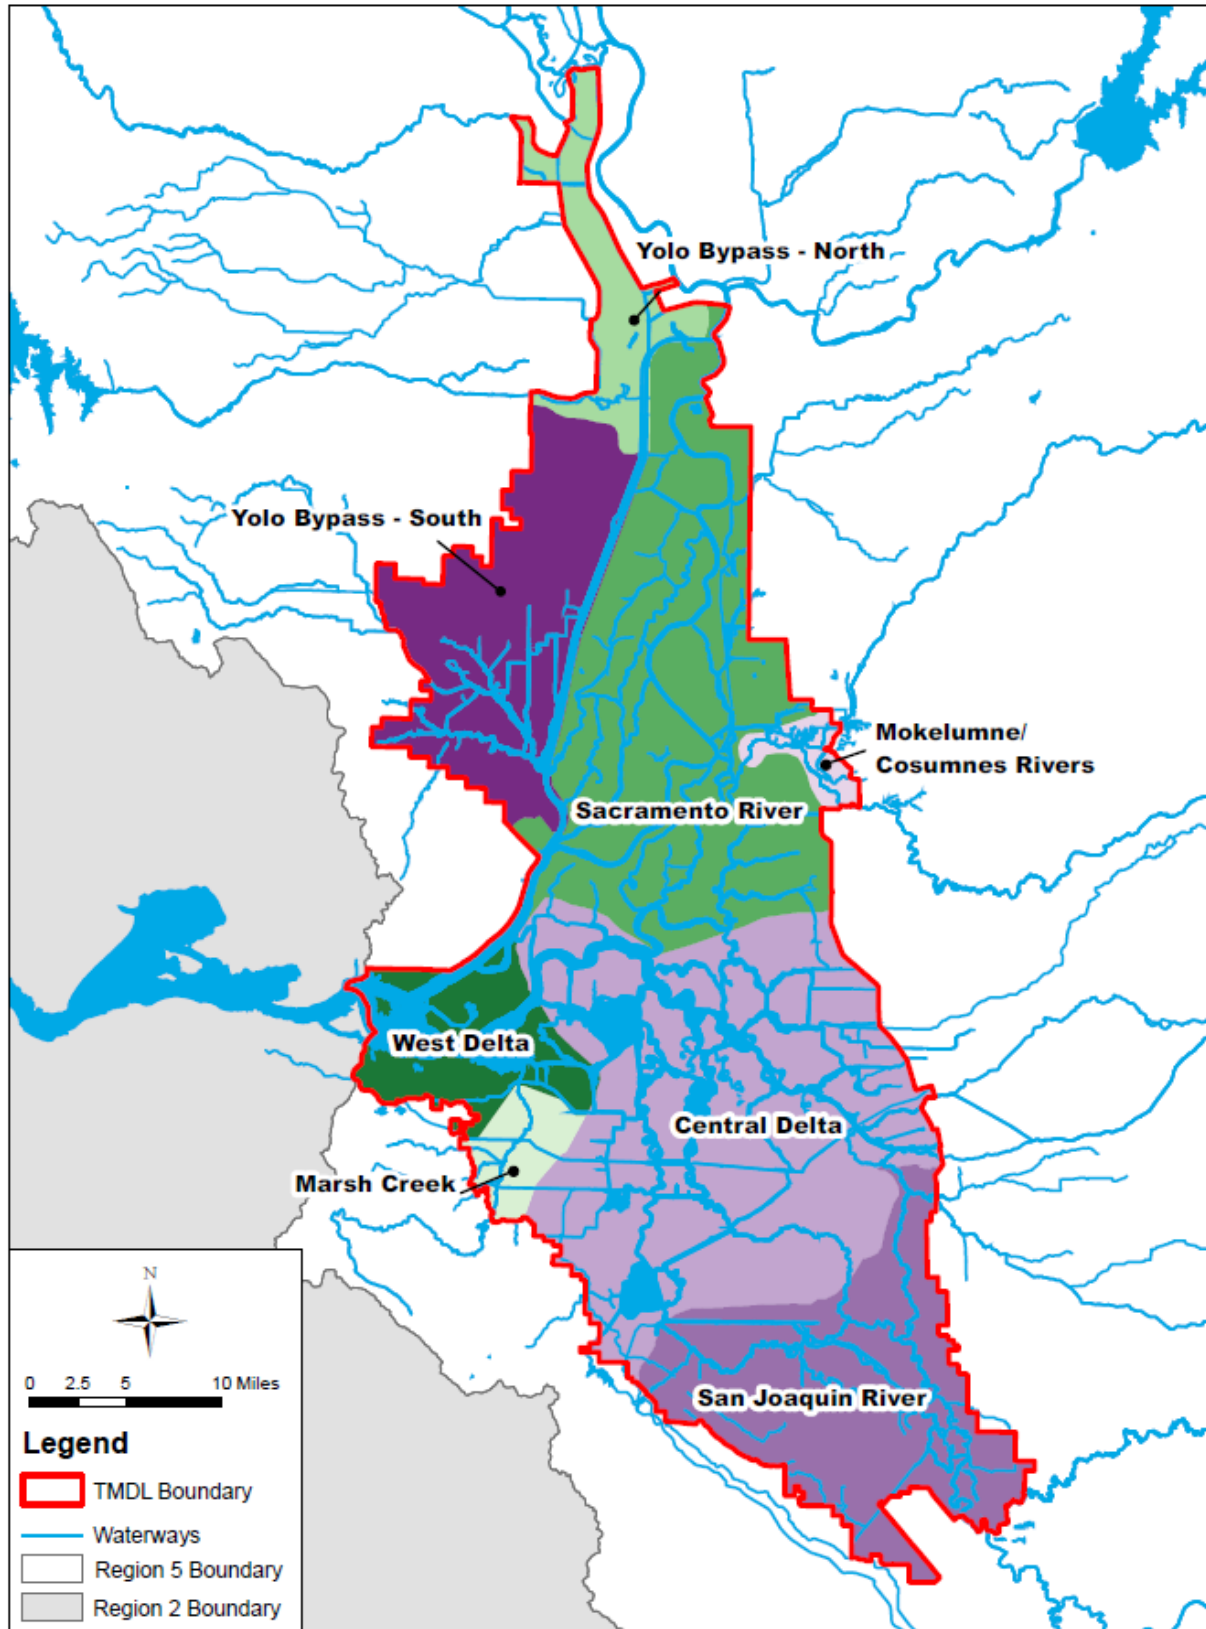 Yolo Bypass - North
Yolo Bypass - South
Mokelumne/
Cosumnes Rivers
Sacramento River
West Delta
Central Delta
Marsh Creek
San Joaquin River
N
0 2.5 5 10 Miles
Legend
TMDL Boundary
Waterways
Region 5 Boundary
Region 2 Boundary